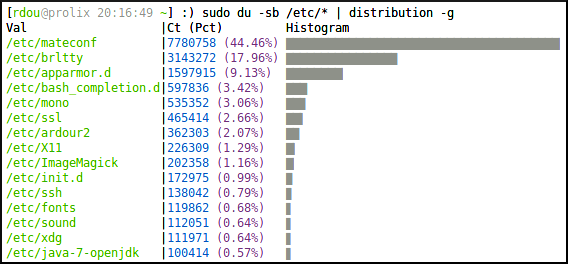 [rdou@prolix 20:16:49 ~] :) sudo du -sb /etc/* | distribution -g
Val |Ct (Pct) Histogram
/etc/mateconf |7780758 (44.46%)
/etc/brltty |3143272 (17.96%)
/etc/apparmor.d |1597915 (9.13%)
/etc/bash_completion.d|597836 (3.42%)
/etc/mono |535352 (3.06%)
/etc/ssl |465414 (2.66%)
/etc/ardour2 |362303 (2.07%)
/etc/X11 |226309 (1.29%)
/etc/ImageMagick |202358 (1.16%)
/etc/init.d |172975 (0.99%)
/etc/ssh |138042 (0.79%)
/etc/fonts |119862 (0.68%)
/etc/sound |112051 (0.64%)
/etc/xdg |111971 (0.64%)
/etc/java-7-openjdk |100414 (0.57%)